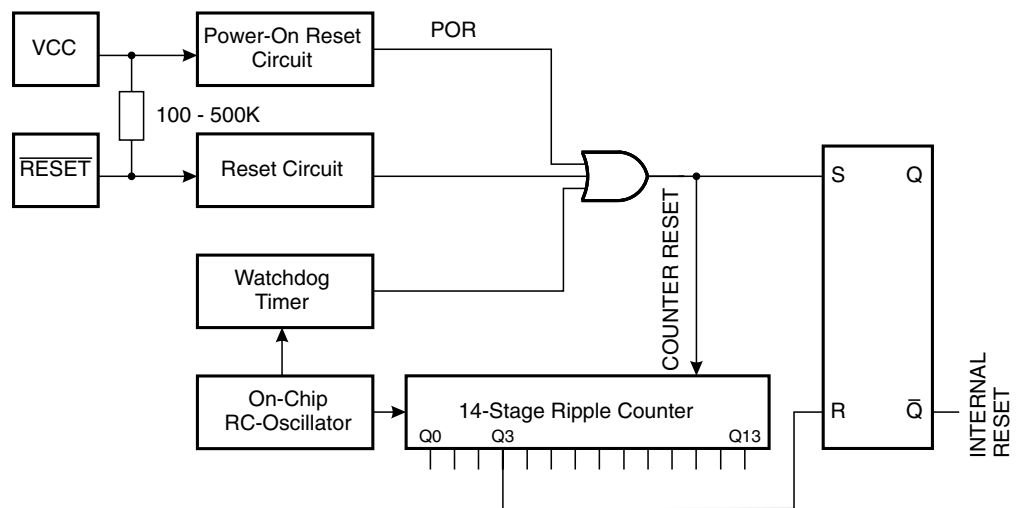 VCC
Power-On Reset
Circuit
POR
100 - 500K
RESET
Reset Circuit
S
Q
COUNTER RESET
Watchdog
Timer
On-Chip
RC-Oscillator
14-Stage Ripple Counter
Q0
Q3
Q13
R
Q̅
INTERNAL
RESET